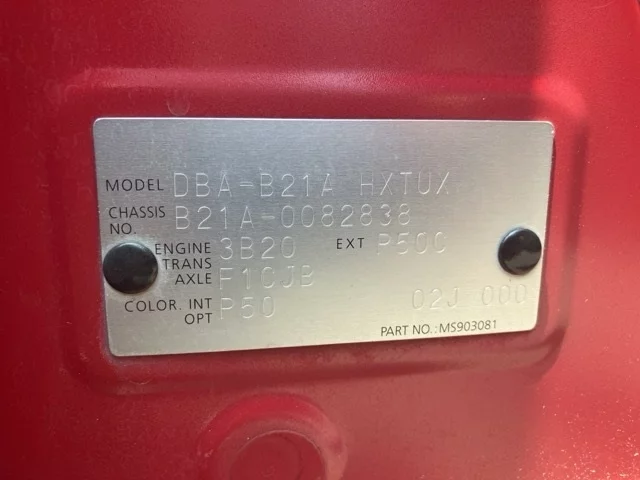 MODEL DBA-B21A HXTUX
CHASSIS NO. B21A-0082838
ENGINE 3B20 EXT P50C
TRANS AXLE F1CJB
COLOR. INT OPT P50 02J 000
PART NO.:MS903081